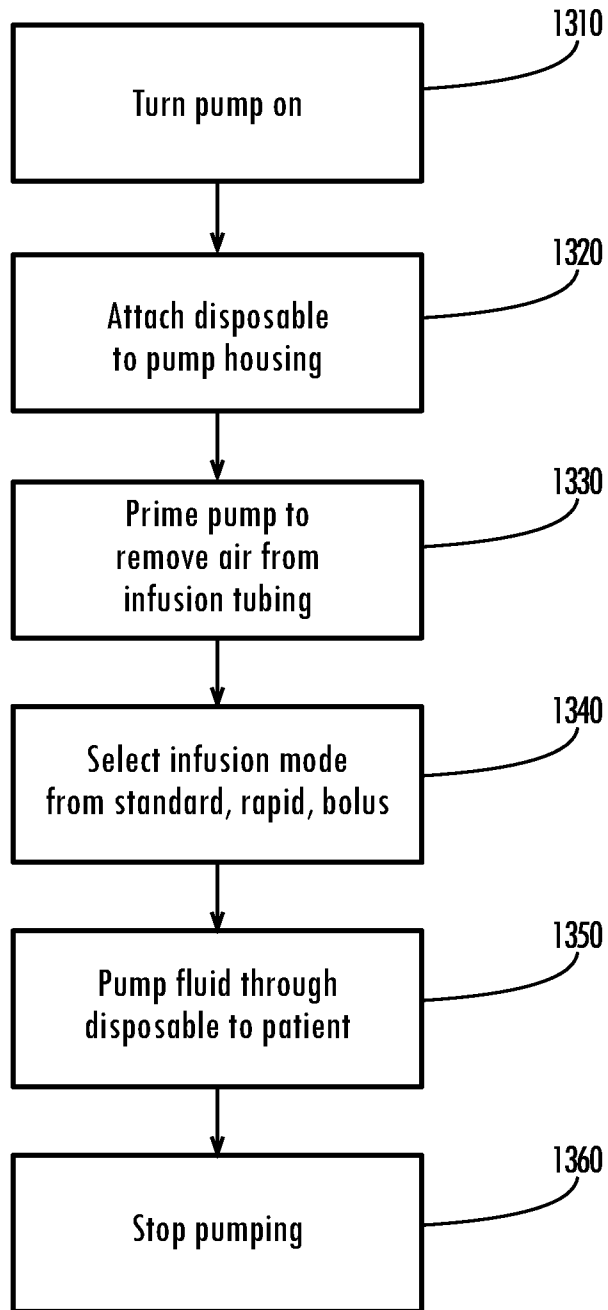 1310
Turn pump on
1320
Attach disposable
to pump housing
1330
Prime pump to
remove air from
infusion tubing
1340
Select infusion mode
from standard, rapid, bolus
1350
Pump fluid through
disposable to patient
1360
Stop pumping